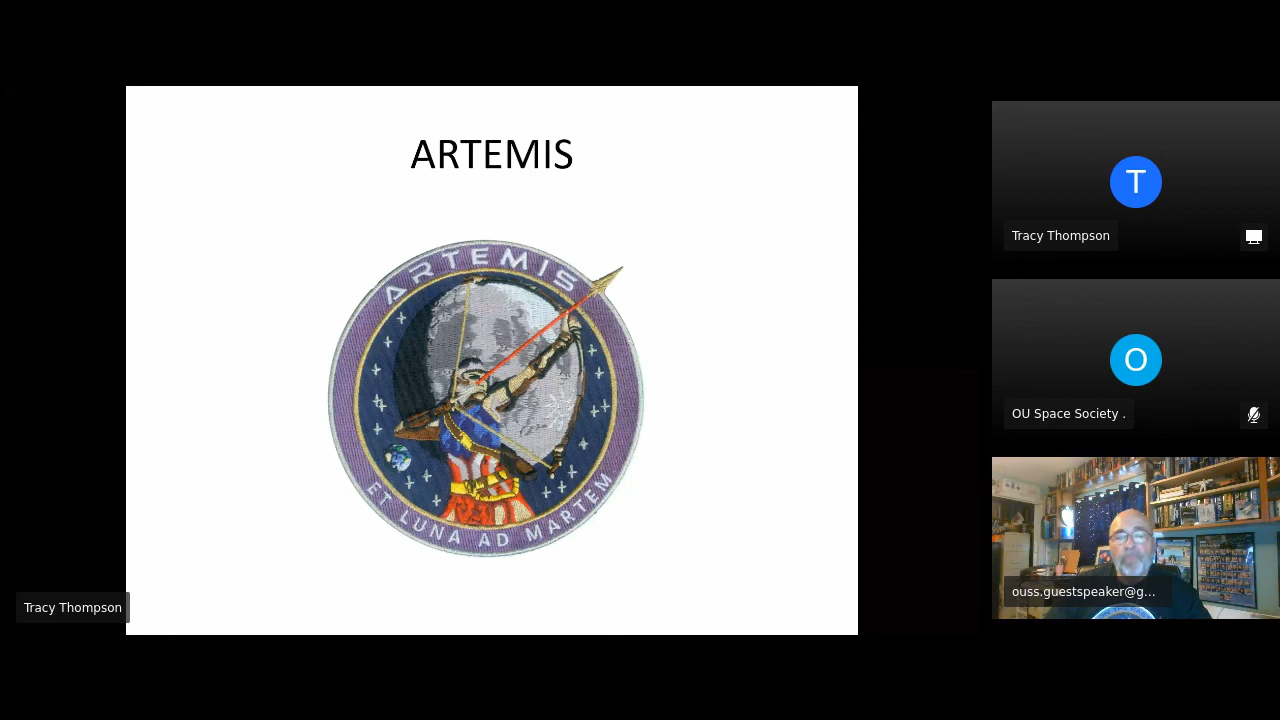 ARTEMIS
ARTEMIS
ET LUNA AD MARTEM
Tracy Thompson
T
Tracy Thompson
O
OU Space Society .
ouss.guestspeaker@g...